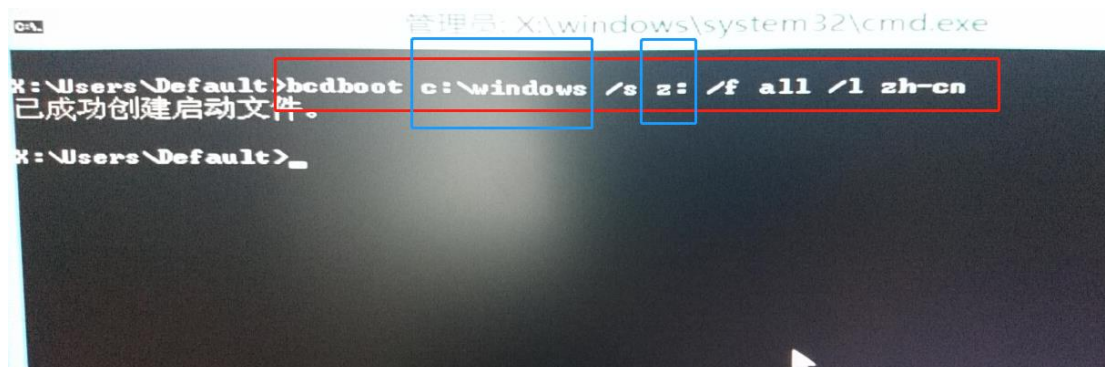 管理员: X:\windows\system32\cmd.exe
X:\Users\Default>bcdboot c:\windows /s z: /f all /l zh-cn
已成功创建启动文件。
X:\Users\Default>